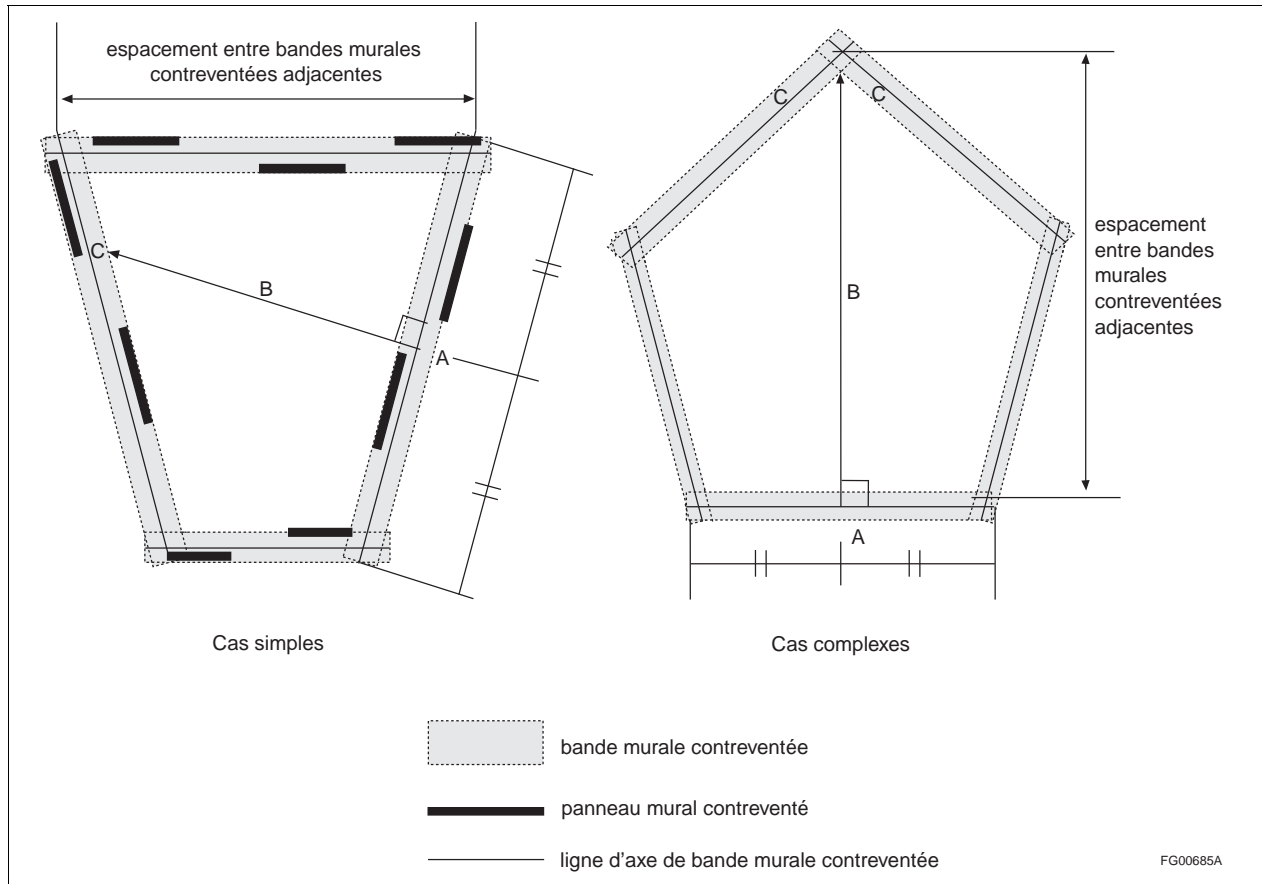 espacement entre bandes murales
contreventées adjacentes
C
B
A
Cas simples
C
C
B
A
espacement
entre bandes
murales
contreventées
adjacentes
Cas complexes
bande murale contreventée
panneau mural contreventé
ligne d'axe de bande murale contreventée
FG00685A